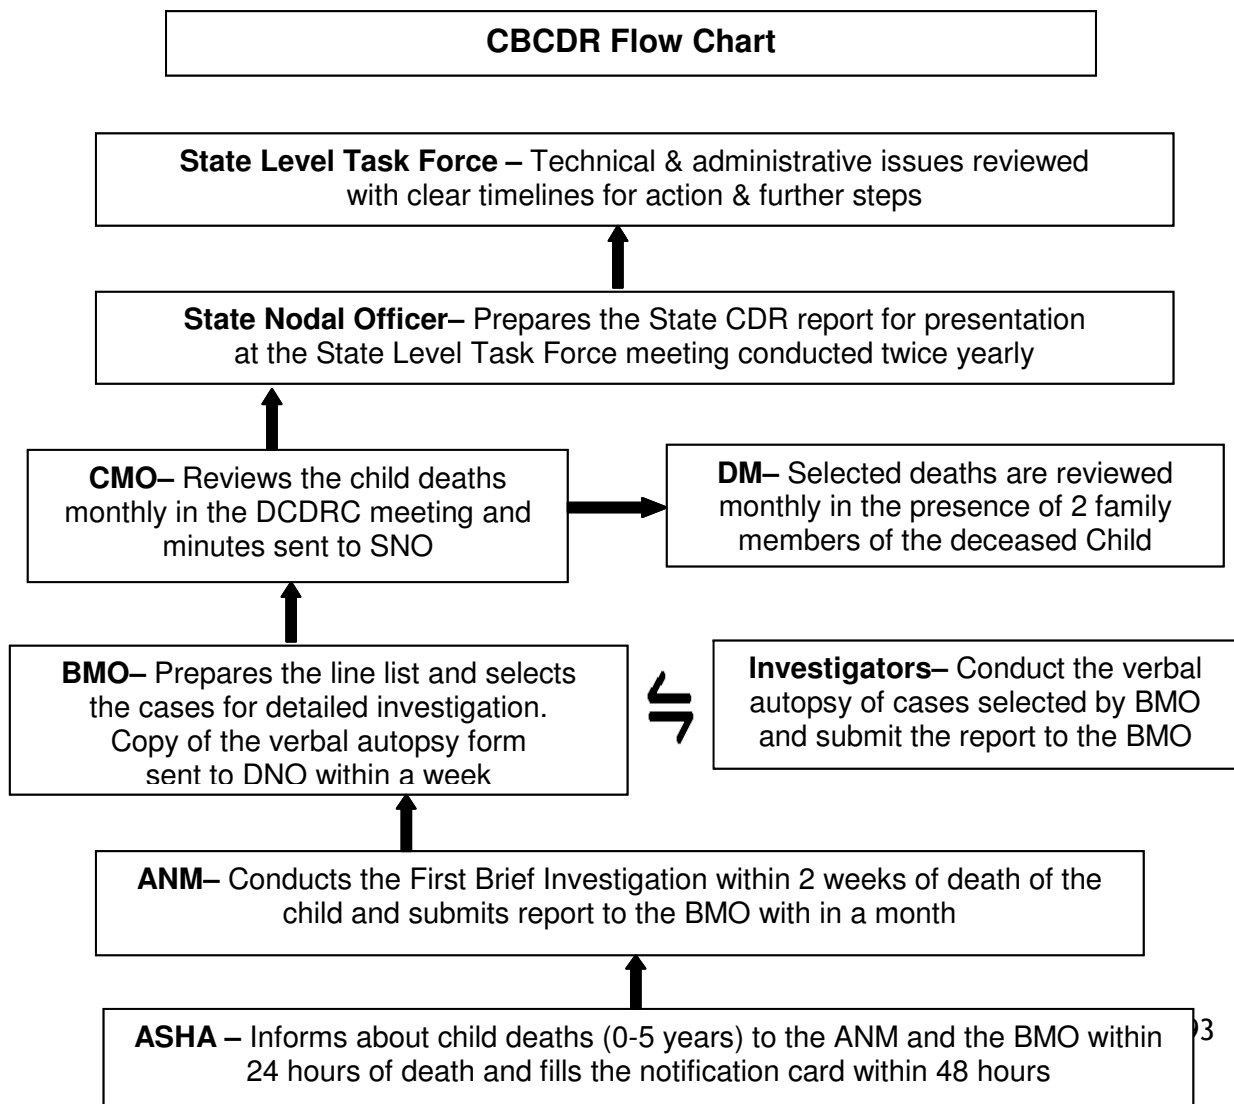 CBCDR Flow Chart
State Level Task Force – Technical & administrative issues reviewed
with clear timelines for action & further steps
State Nodal Officer– Prepares the State CDR report for presentation
at the State Level Task Force meeting conducted twice yearly
CMO– Reviews the child deaths
monthly in the DCDRC meeting and
minutes sent to SNO
DM– Selected deaths are reviewed
monthly in the presence of 2 family
members of the deceased Child
BMO– Prepares the line list and selects
the cases for detailed investigation.
Copy of the verbal autopsy form
sent to DNO within a week
Investigators– Conduct the verbal
autopsy of cases selected by BMO
and submit the report to the BMO
ANM– Conducts the First Brief Investigation within 2 weeks of death of the
child and submits report to the BMO with in a month
ASHA – Informs about child deaths (0-5 years) to the ANM and the BMO within
24 hours of death and fills the notification card within 48 hours